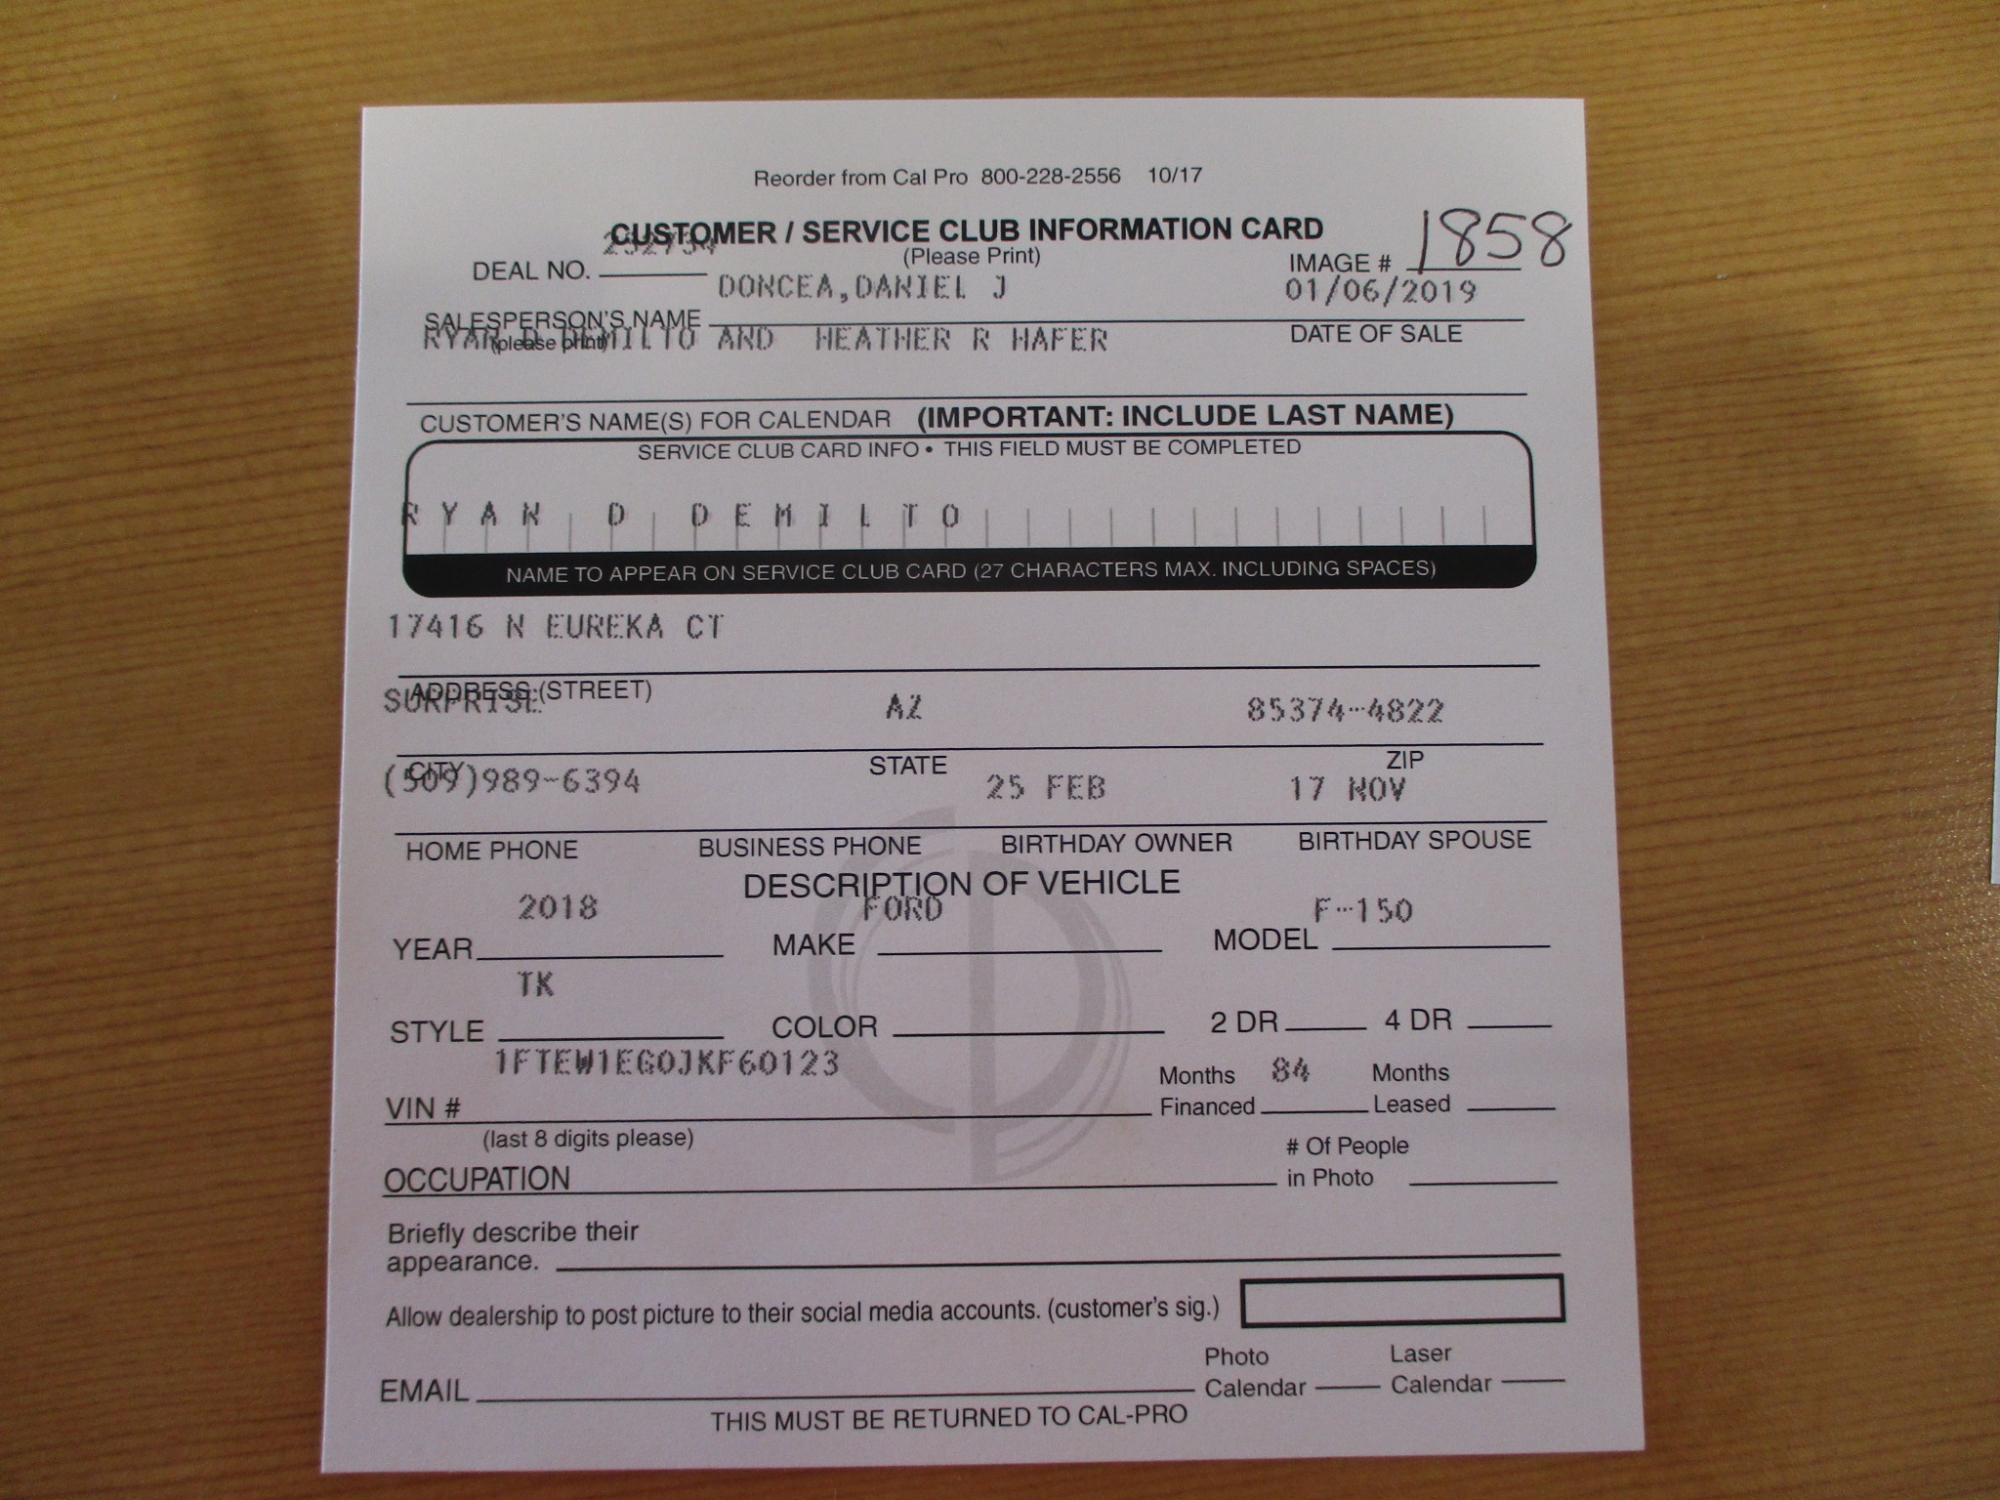 Reorder from Cal Pro 800-228-2556 10/17
CUSTOMER / SERVICE CLUB INFORMATION CARD
1858
232734
(Please Print)
DEAL NO.
IMAGE #
DONCEA,DANIEL J
01/06/2019
SALESPERSON'S NAME
(please print)
DATE OF SALE
RYAN D DEMILTO AND HEATHER R HAFER
CUSTOMER'S NAME(S) FOR CALENDAR (IMPORTANT: INCLUDE LAST NAME)
SERVICE CLUB CARD INFO • THIS FIELD MUST BE COMPLETED
RYAN D DEMILTO
NAME TO APPEAR ON SERVICE CLUB CARD (27 CHARACTERS MAX. INCLUDING SPACES)
17416 N EUREKA CT
ADDRESS (STREET)
SURPRISE AZ 85374-4822
CITY STATE ZIP
(509)989-6394 25 FEB 17 NOV
HOME PHONE BUSINESS PHONE BIRTHDAY OWNER BIRTHDAY SPOUSE
DESCRIPTION OF VEHICLE
2018 FORD F-150
YEAR MAKE MODEL
TK
STYLE COLOR 2 DR 4 DR
1FTEW1EG0JKF60123
Months 84 Months
VIN # Financed Leased
(last 8 digits please)
# Of People
OCCUPATION in Photo
Briefly describe their
appearance.
Allow dealership to post picture to their social media accounts. (customer's sig.)
Photo Laser
EMAIL Calendar Calendar
THIS MUST BE RETURNED TO CAL-PRO